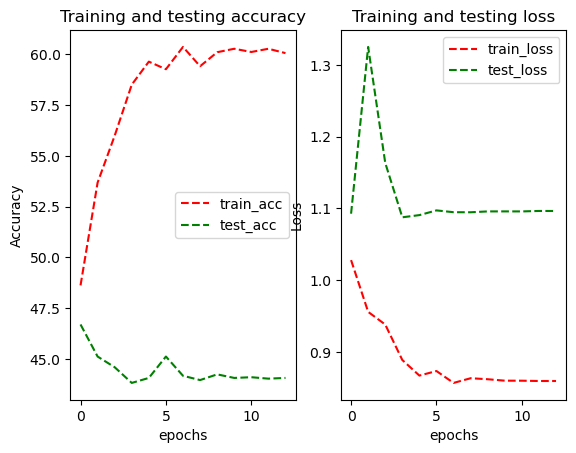 Training and testing accuracy
60.0
57.5
55.0
52.5
50.0
47.5
45.0
Accuracy
train_acc
test_acc
0
5
10
epochs
Training and testing loss
1.3
1.2
1.1
1.0
0.9
Loss
train_loss
test_loss
0
5
10
epochs